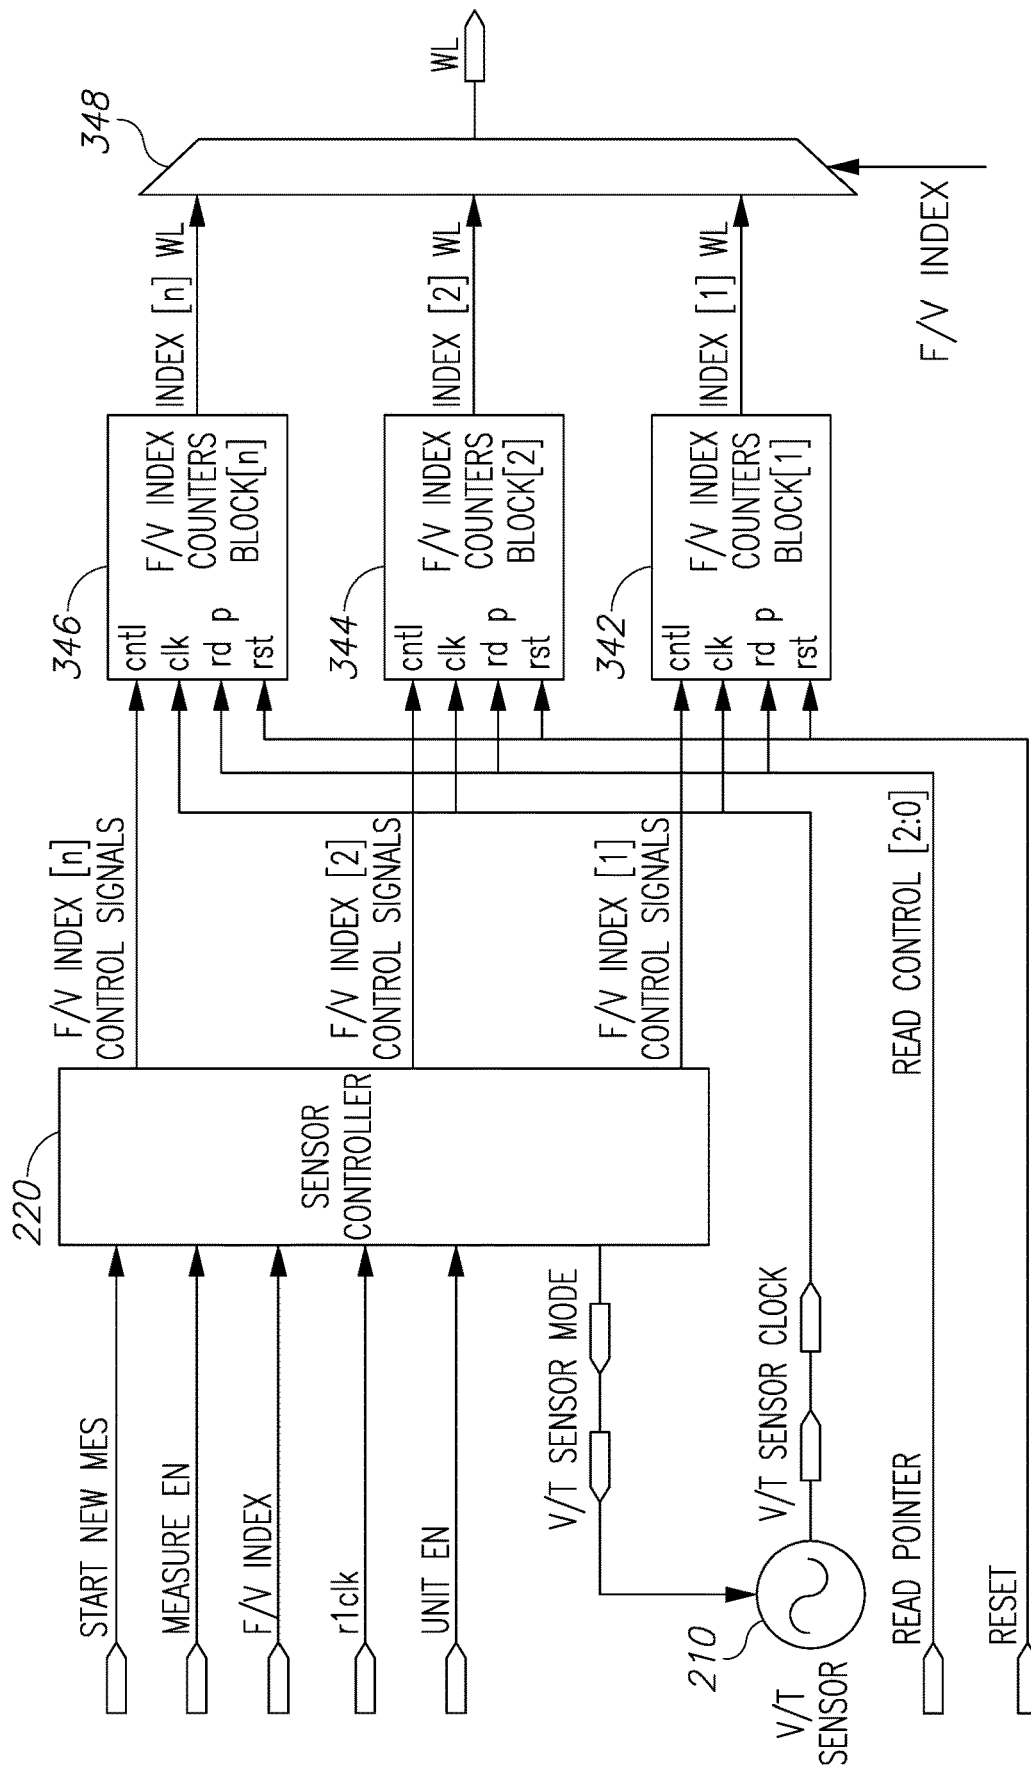 START NEW MES
MEASURE EN
F/V INDEX
r1clk
UNIT EN
V/T SENSOR MODE
V/T SENSOR CLOCK
210
V/T
SENSOR
READ POINTER
READ CONTROL [2:0]
RESET
220
SENSOR
CONTROLLER
F/V INDEX [n]
CONTROL SIGNALS
F/V INDEX [2]
CONTROL SIGNALS
F/V INDEX [1]
CONTROL SIGNALS
346
cntl
clk
rd p
rst
F/V INDEX
COUNTERS
BLOCK[n]
344
cntl
clk
rd p
rst
F/V INDEX
COUNTERS
BLOCK[2]
342
cntl
clk
rd p
rst
F/V INDEX
COUNTERS
BLOCK[1]
INDEX [n] WL
INDEX [2] WL
INDEX [1] WL
348
WL
F/V INDEX